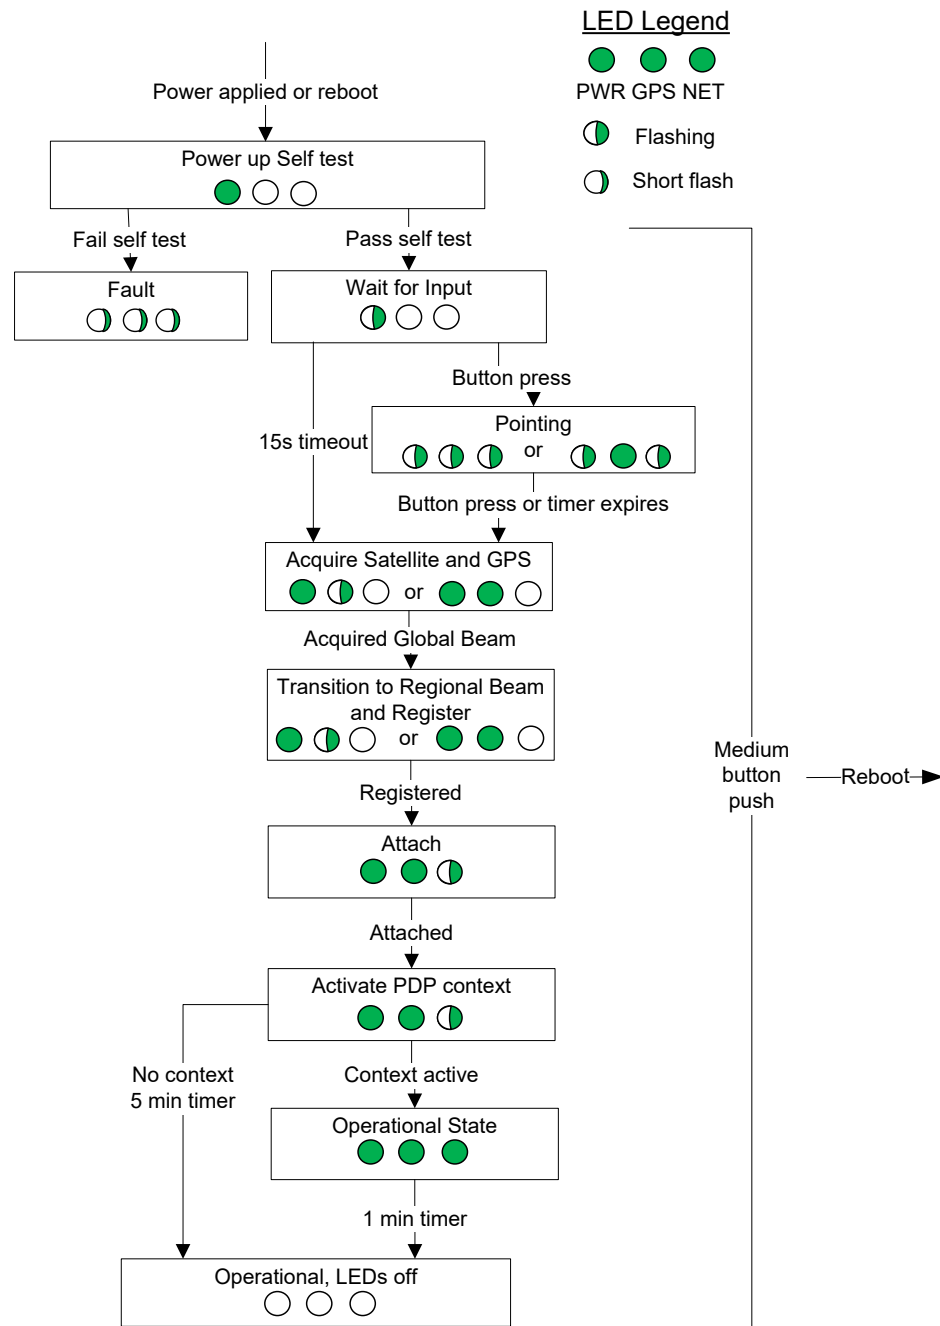 LED Legend
PWR GPS NET
Flashing
Short flash
Power applied or reboot
Power up Self test
Fail self test
Pass self test
Fault
Wait for Input
Button press
15s timeout
Pointing
or
Button press or timer expires
Acquire Satellite and GPS
or
Acquired Global Beam
Transition to Regional Beam
and Register
or
Registered
Attach
Attached
Activate PDP context
No context
5 min timer
Context active
Operational State
1 min timer
Operational, LEDs off
Medium
button
push
Reboot